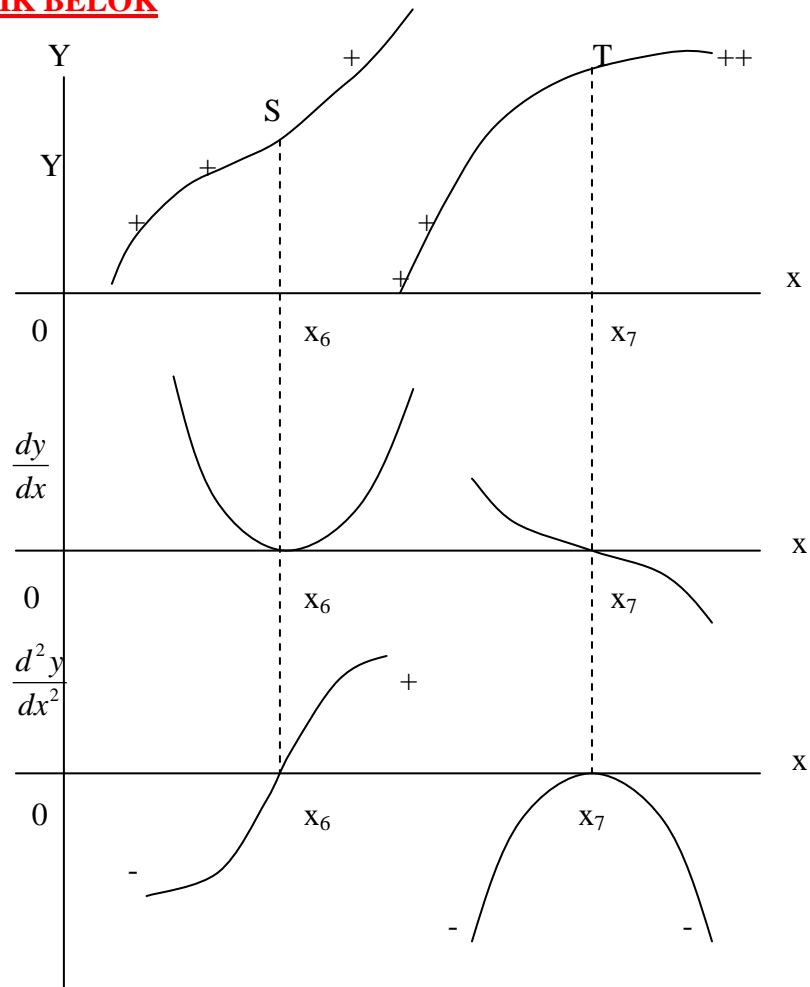 IK BELOK
Y + T ++
S
Y +
+ +
+
x
0 x₆ x₇
dy/dx
x
0 x₆ x₇
d²y/dx²
+
x
0 x₆ x₇
-
- -